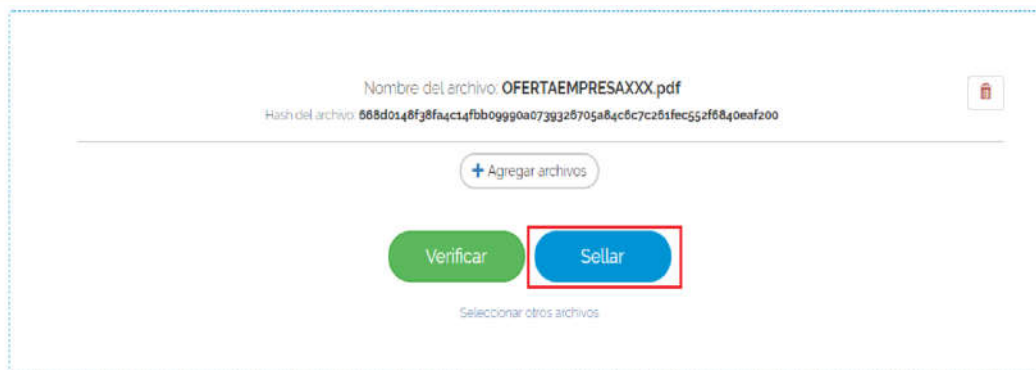 Nombre del archivo: OFERTAEMPRESAXXX.pdf
Hash del archivo: 668d0148f38fa4c14fbb09990a0739326705a84c6c7c261fec552f6840eaf200
+ Agregar archivos
Verificar
Sellar
Seleccionar otros archivos